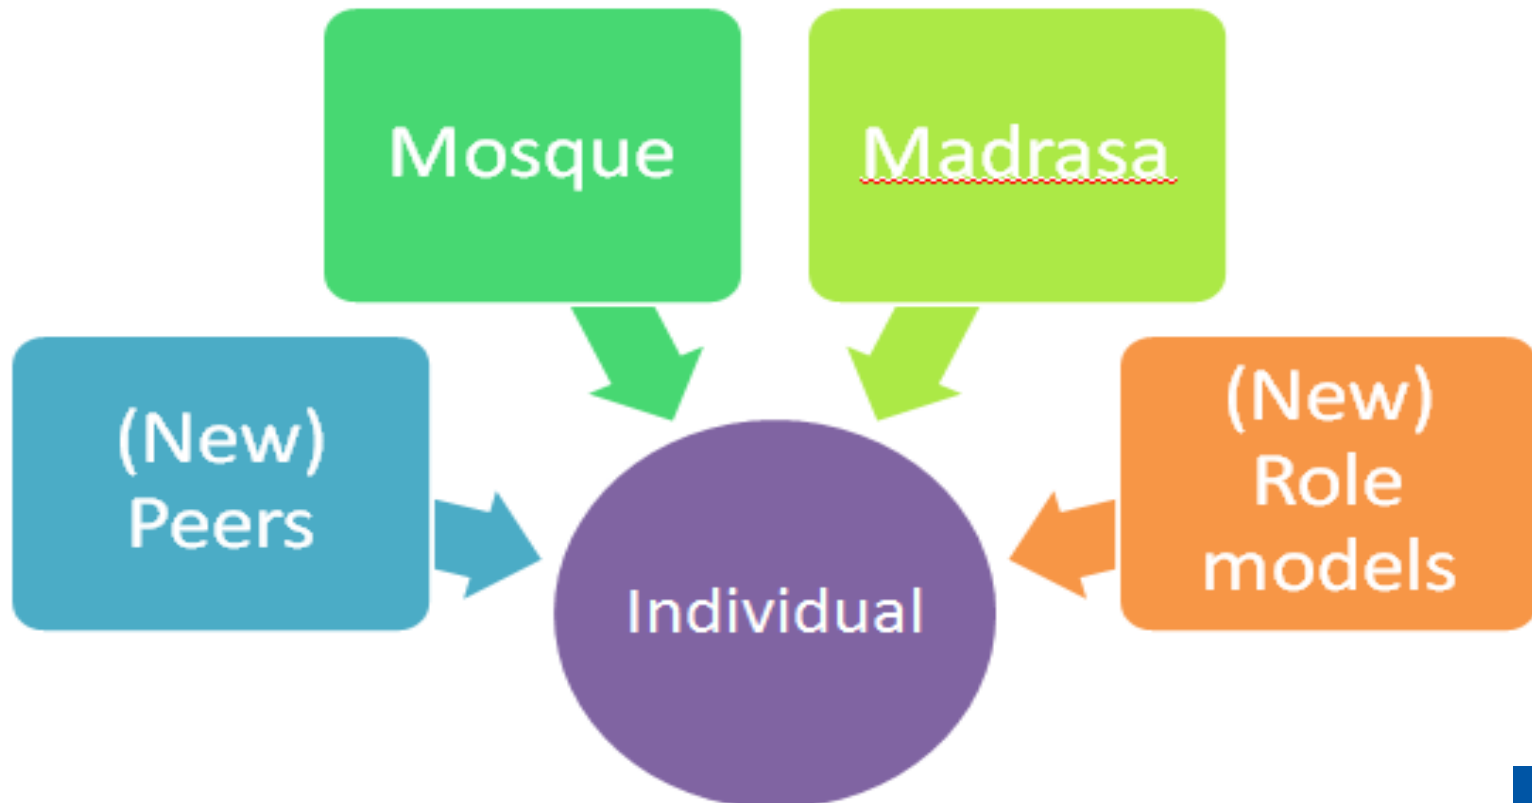 Mosque
Madrasa
(New)
Peers
(New)
Role
models
Individual